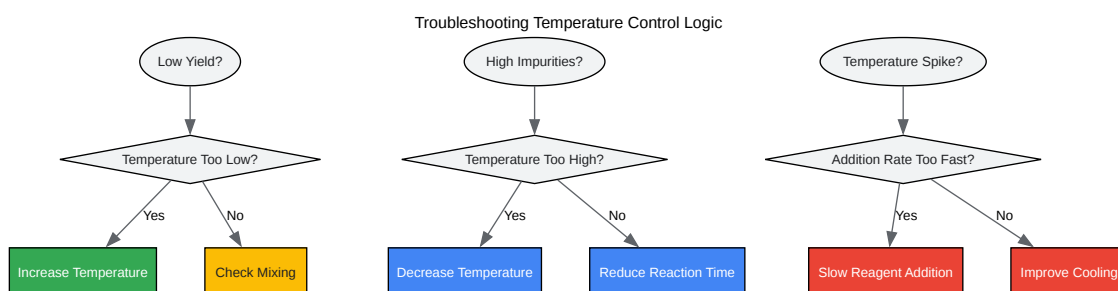 Troubleshooting Temperature Control Logic
Low Yield?
High Impurities?
Temperature Spike?
Temperature Too Low?
Temperature Too High?
Addition Rate Too Fast?
Yes
No
Yes
No
Yes
No
Increase Temperature
Check Mixing
Decrease Temperature
Reduce Reaction Time
Slow Reagent Addition
Improve Cooling